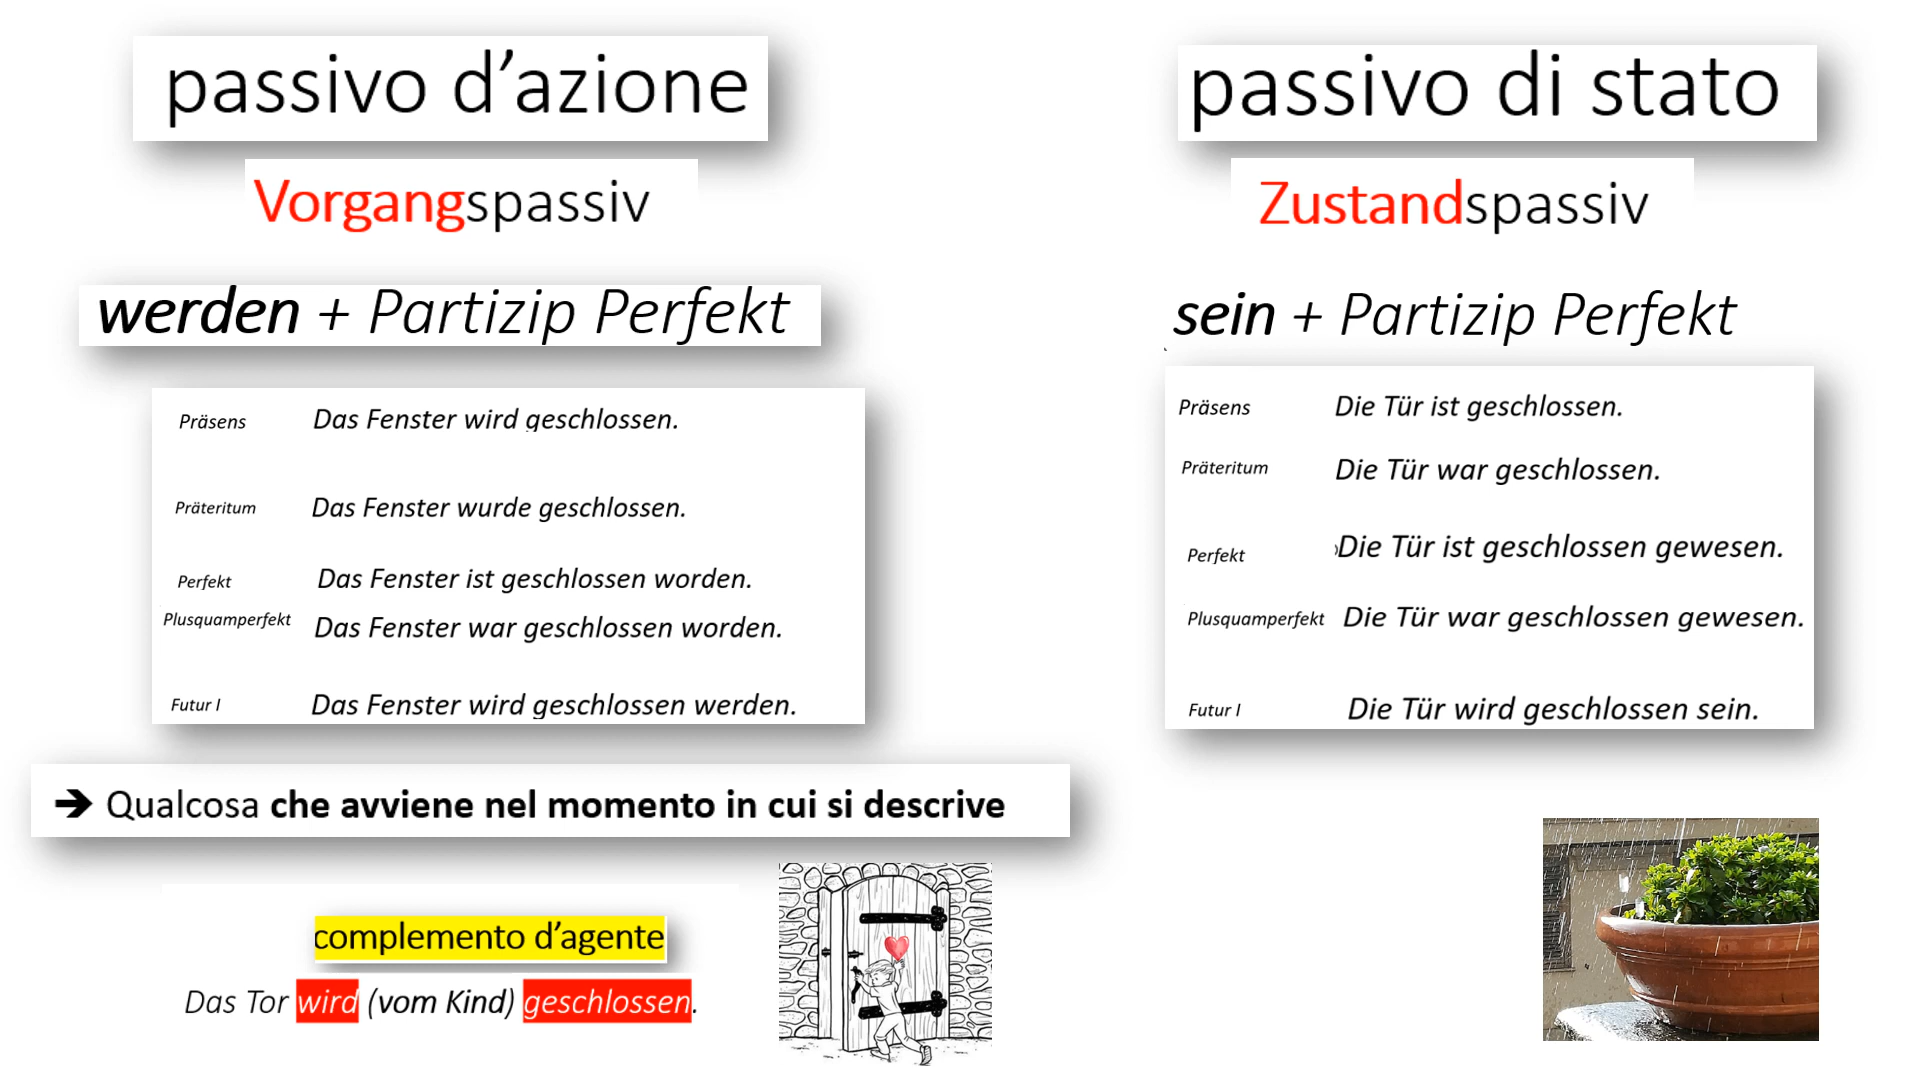 passivo d’azione
Vorgangspassiv
werden + Partizip Perfekt
Präsens Das Fenster wird geschlossen.
Präteritum Das Fenster wurde geschlossen.
Perfekt Das Fenster ist geschlossen worden.
Plusquamperfekt Das Fenster war geschlossen worden.
Futur I Das Fenster wird geschlossen werden.
➔ Qualcosa che avviene nel momento in cui si descrive
complemento d’agente
Das Tor wird (vom Kind) geschlossen.
passivo di stato
Zustandspassiv
sein + Partizip Perfekt
Präsens Die Tür ist geschlossen.
Präteritum Die Tür war geschlossen.
Perfekt Die Tür ist geschlossen gewesen.
Plusquamperfekt Die Tür war geschlossen gewesen.
Futur I Die Tür wird geschlossen sein.